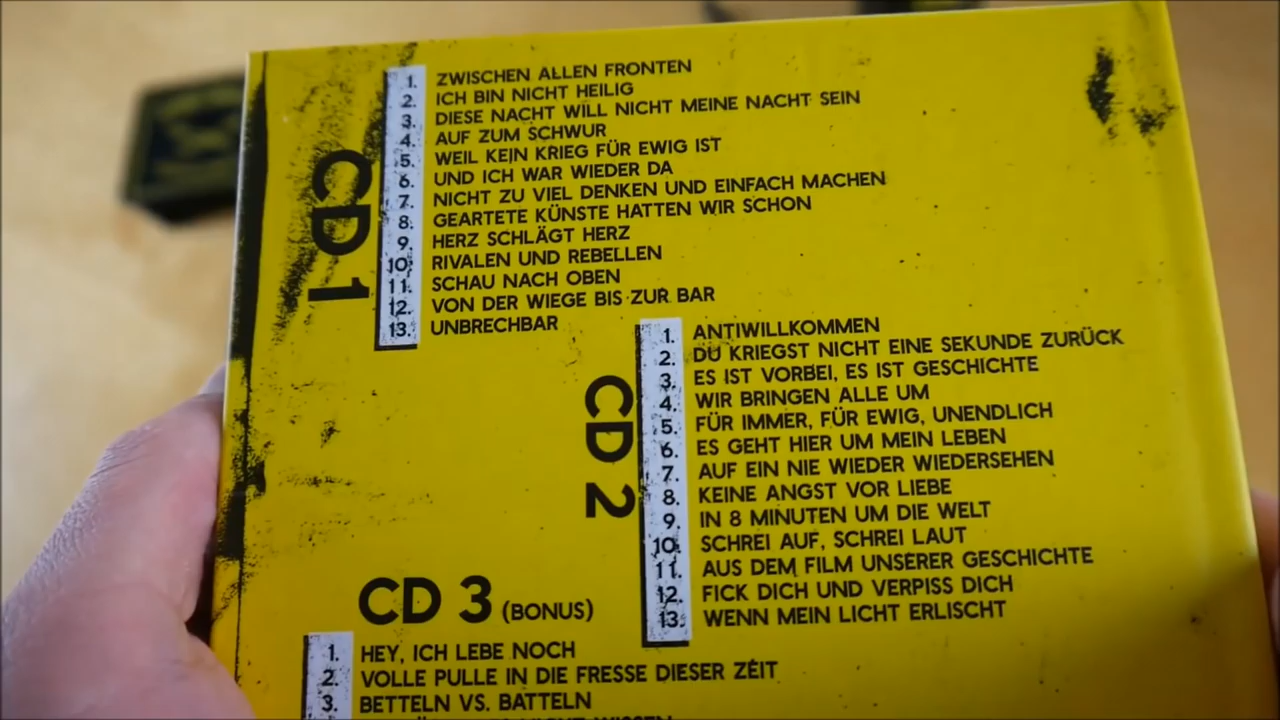 CD 1
1. ZWISCHEN ALLEN FRONTEN
2. ICH BIN NICHT HEILIG
3. DIESE NACHT WILL NICHT MEINE NACHT SEIN
4. AUF ZUM SCHWUR
5. WEIL KEIN KRIEG FÜR EWIG IST
6. UND ICH WAR WIEDER DA
7. NICHT ZU VIEL DENKEN UND EINFACH MACHEN
8. GEARTETE KÜNSTE HATTEN WIR SCHON
9. HERZ SCHLÄGT HERZ
10. RIVALEN UND REBELLEN
11. SCHAU NACH OBEN
12. VON DER WIEGE BIS ZUR BAR
13. UNBRECHBAR
CD 2
1. ANTIWILLKOMMEN
2. DU KRIEGST NICHT EINE SEKUNDE ZURÜCK
3. ES IST VORBEI, ES IST GESCHICHTE
4. WIR BRINGEN ALLE UM
5. FÜR IMMER, FÜR EWIG, UNENDLICH
6. ES GEHT HIER UM MEIN LEBEN
7. AUF EIN NIE WIEDER WIEDERSEHEN
8. KEINE ANGST VOR LIEBE
9. IN 8 MINUTEN UM DIE WELT
10. SCHREI AUF, SCHREI LAUT
11. AUS DEM FILM UNSERER GESCHICHTE
12. FICK DICH UND VERPISS DICH
13. WENN MEIN LICHT ERLISCHT
CD 3 (BONUS)
1. HEY, ICH LEBE NOCH
2. VOLLE PULLE IN DIE FRESSE DIESER ZEIT
3. BETTELN VS. BATTELN